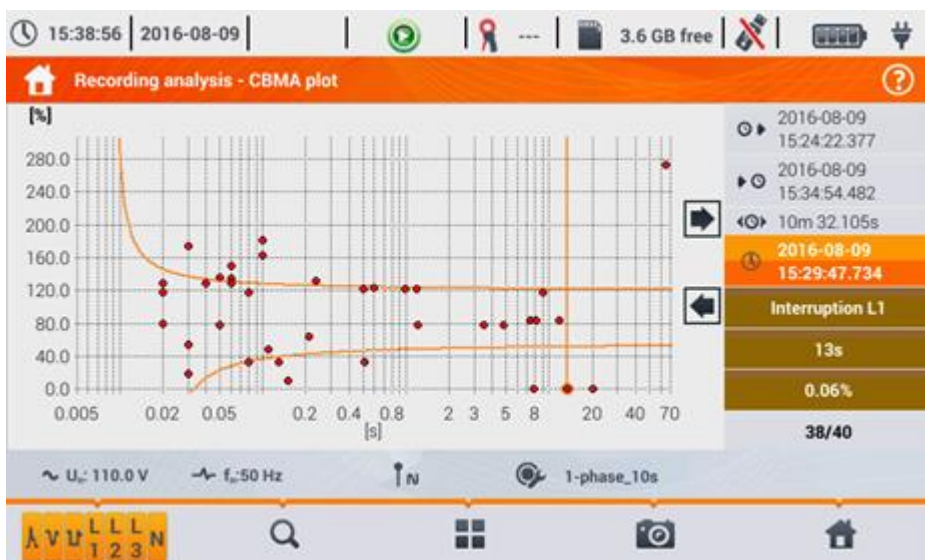 15:38:56 2016-08-09 --- 3.6 GB free
Recording analysis - CBMA plot ?
[%]
280.0
240.0
200.0
160.0
120.0
80.0
40.0
0.0
0.005 0.02 0.05 0.2 0.4 0.8 2 3 5 8 20 40 70
[s]
2016-08-09
15:24:22.377
2016-08-09
15:34:54.482
10m 32.105s
2016-08-09
15:29:47.734
Interruption L1
13s
0.06%
38/40
Uₙ: 110.0 V fₙ:50 Hz N 1-phase_10s
L L L N
1 2 3